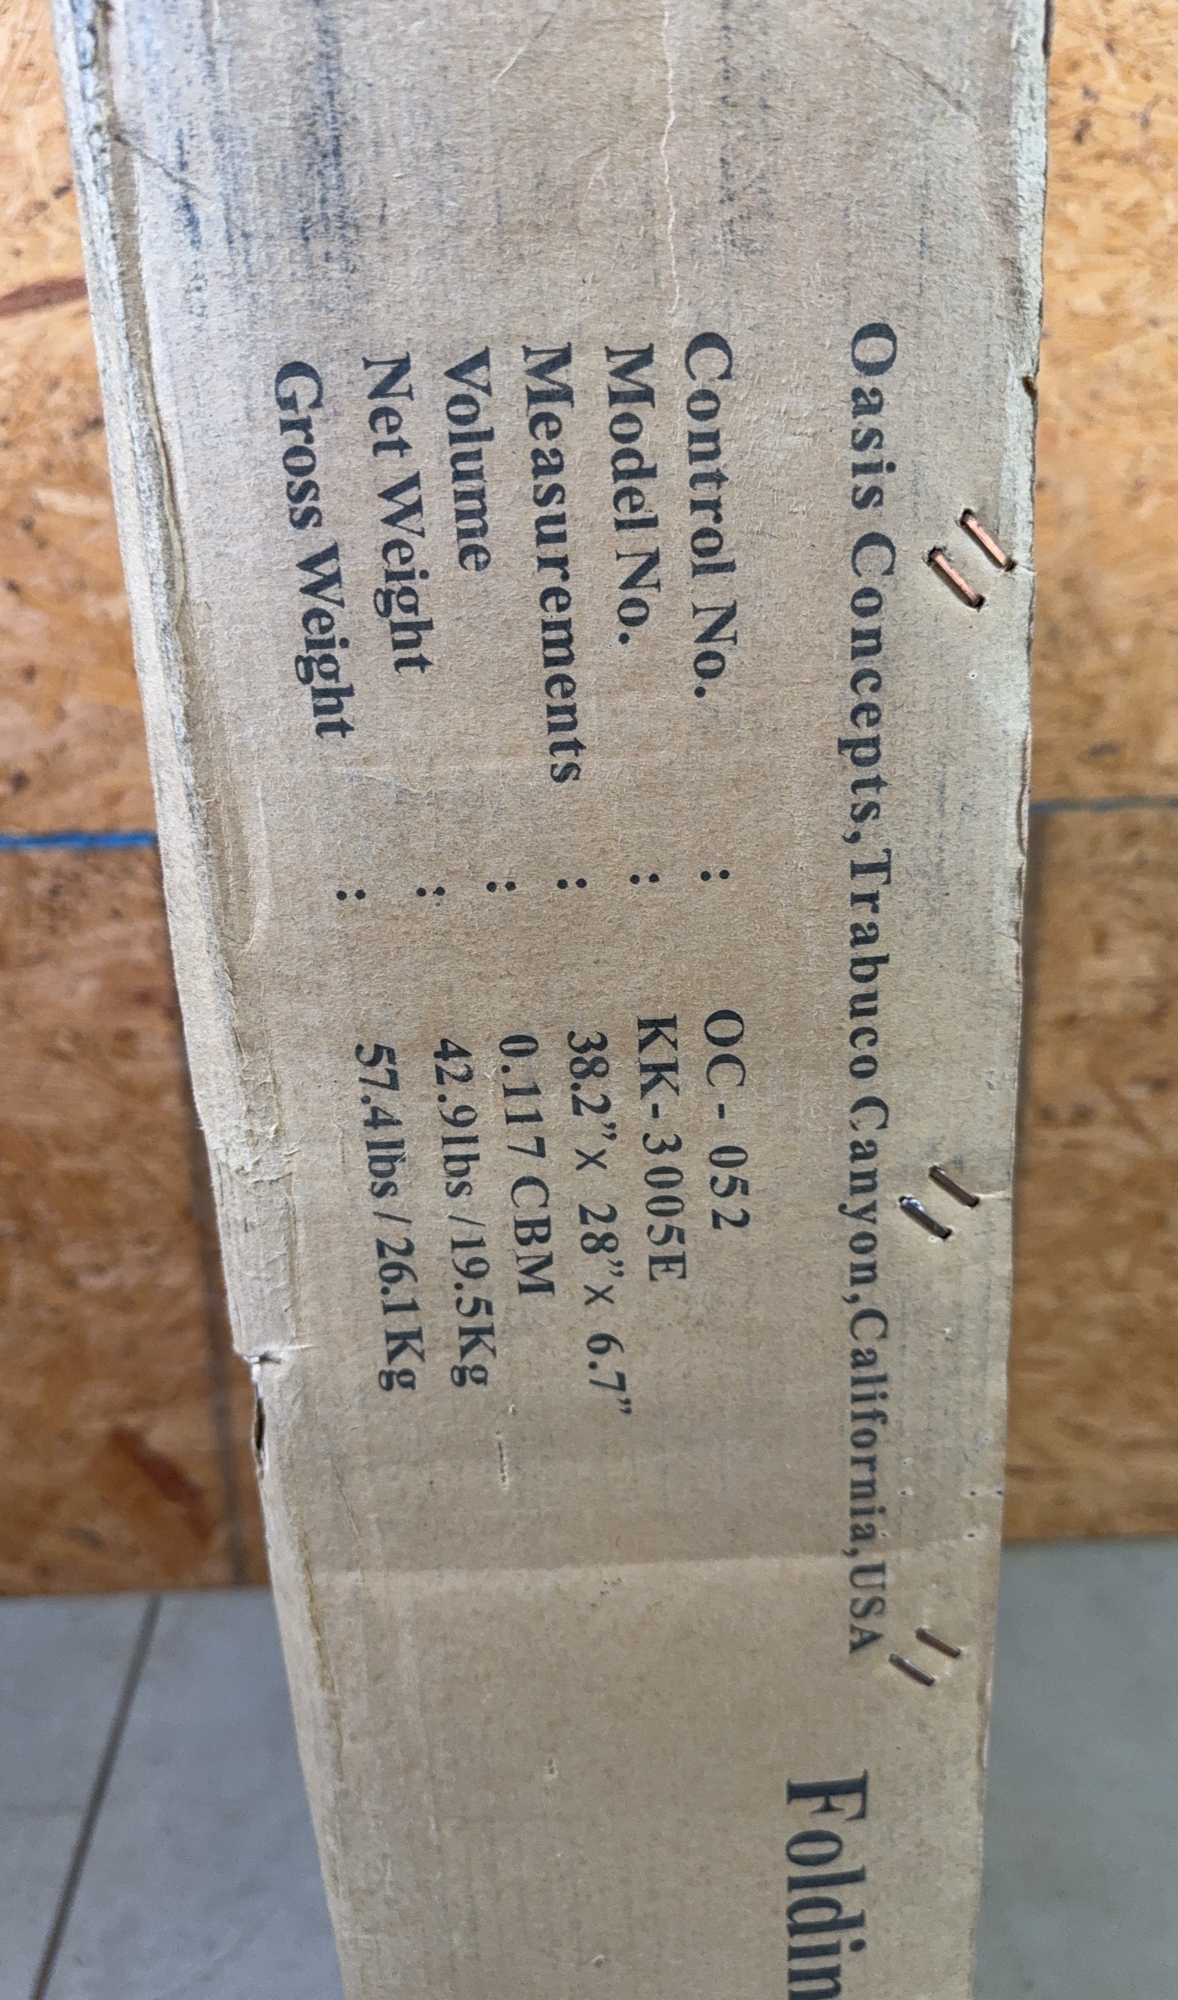 Oasis Concepts,Trabuco Canyon,California,USA
Control No. : OC - 052
Model No. : KK-3005E
Measurements : 38.2”x 28”x 6.7”
Volume : 0.117 CBM
Net Weight : 42.9lbs /19.5Kg
Gross Weight : 57.4lbs / 26.1Kg
Foldin